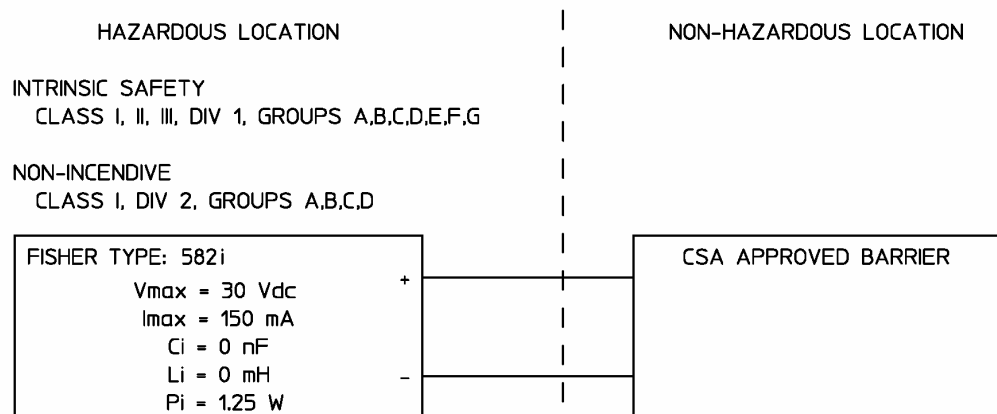 HAZARDOUS LOCATION
NON-HAZARDOUS LOCATION
INTRINSIC SAFETY
CLASS I, II, III, DIV 1, GROUPS A,B,C,D,E,F,G
NON-INCENDIVE
CLASS I, DIV 2, GROUPS A,B,C,D
FISHER TYPE: 582i
Vmax = 30 Vdc
Imax = 150 mA
Ci = 0 nF
Li = 0 mH
Pi = 1.25 W
+
-
CSA APPROVED BARRIER